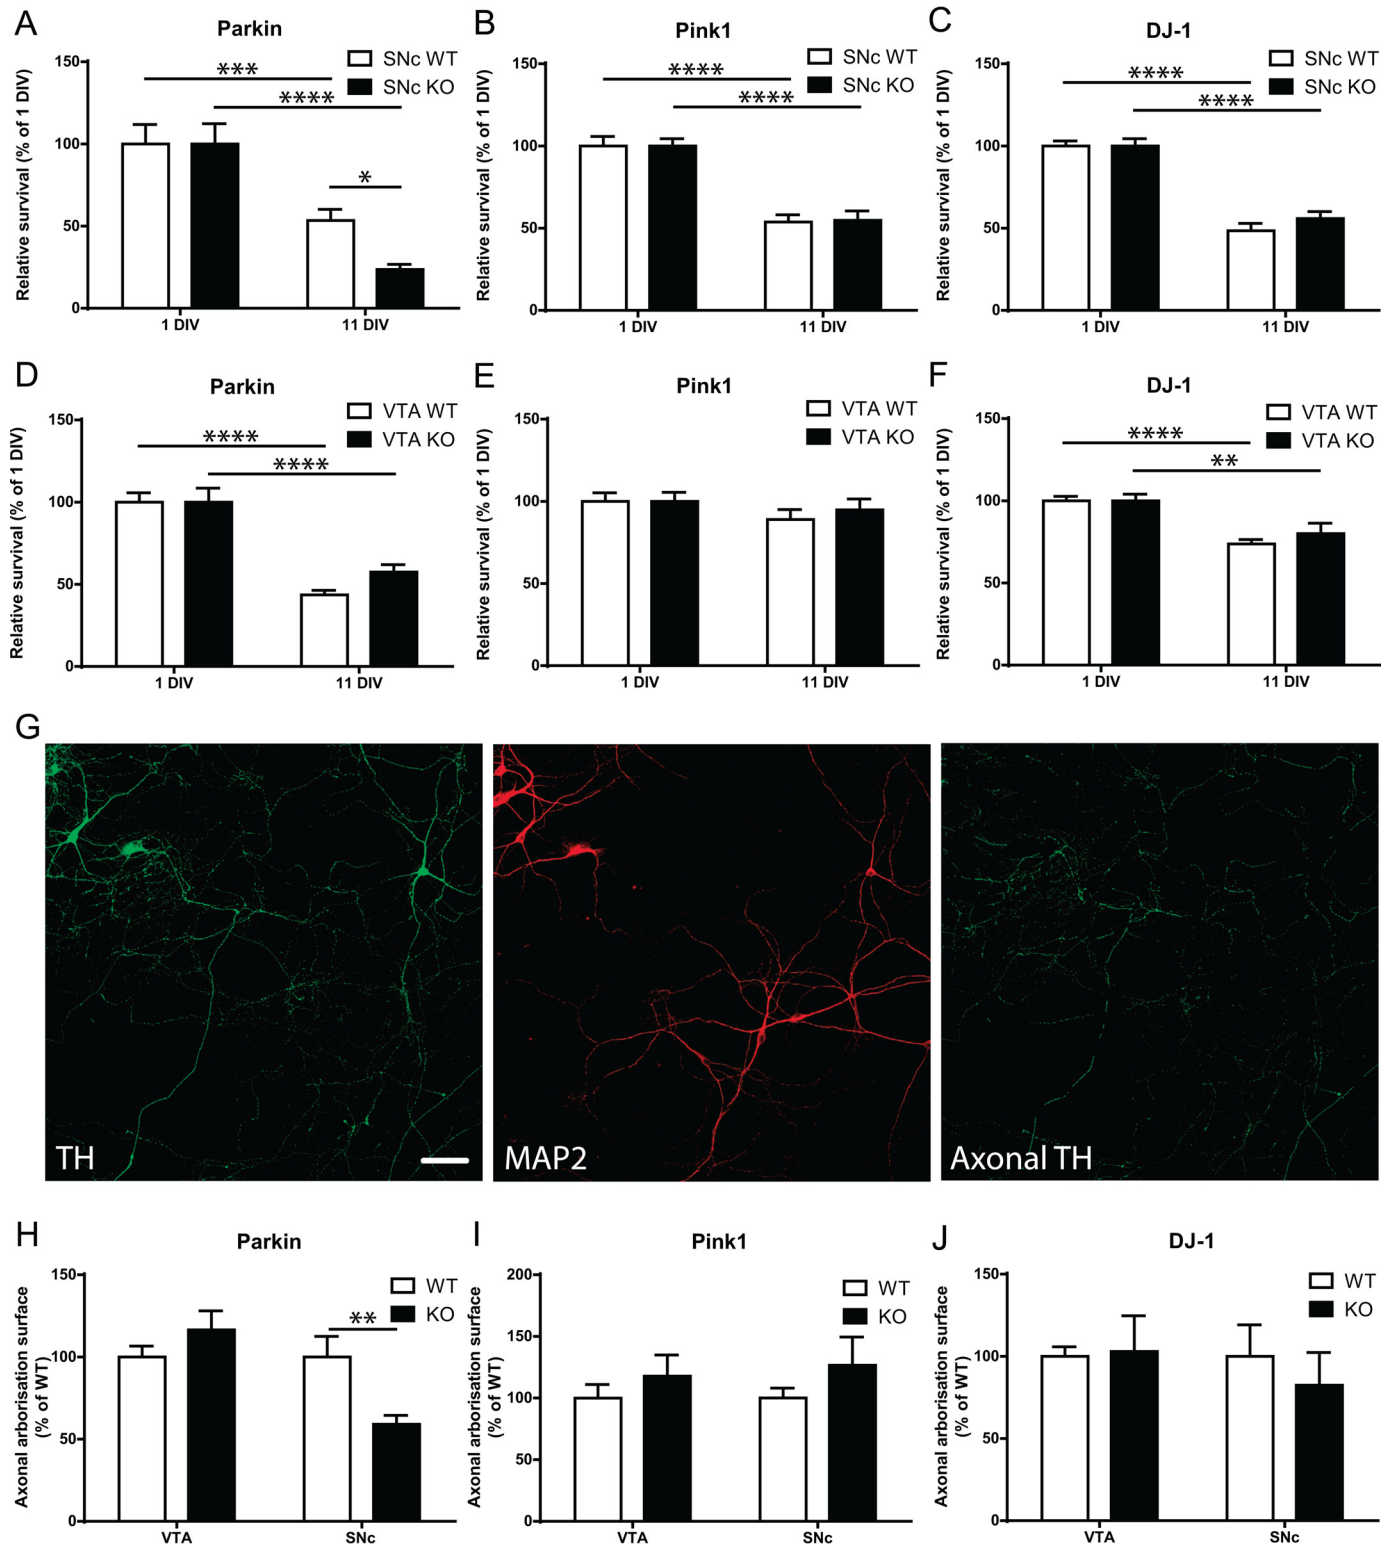 A
Parkin
SNc WT
SNc KO
***
****
*
Relative survival (% of 1 DIV)
150
100
50
0
1 DIV
11 DIV
B
Pink1
SNc WT
SNc KO
****
****
Relative survival (% of 1 DIV)
150
100
50
0
1 DIV
11 DIV
C
DJ-1
SNc WT
SNc KO
****
****
Relative survival (% of 1 DIV)
150
100
50
0
1 DIV
11 DIV
D
Parkin
VTA WT
VTA KO
****
****
Relative survival (% of 1 DIV)
150
100
50
0
1 DIV
11 DIV
E
Pink1
VTA WT
VTA KO
Relative survival (% of 1 DIV)
150
100
50
0
1 DIV
11 DIV
F
DJ-1
VTA WT
VTA KO
****
**
Relative survival (% of 1 DIV)
150
100
50
0
1 DIV
11 DIV
G
TH
MAP2
Axonal TH
H
Parkin
WT
KO
**
Axonal arborisation surface
(% of WT)
150
100
50
0
VTA
SNc
I
Pink1
WT
KO
Axonal arborisation surface
(% of WT)
200
150
100
50
0
VTA
SNc
J
DJ-1
WT
KO
Axonal arborisation surface
(% of WT)
150
100
50
0
VTA
SNc